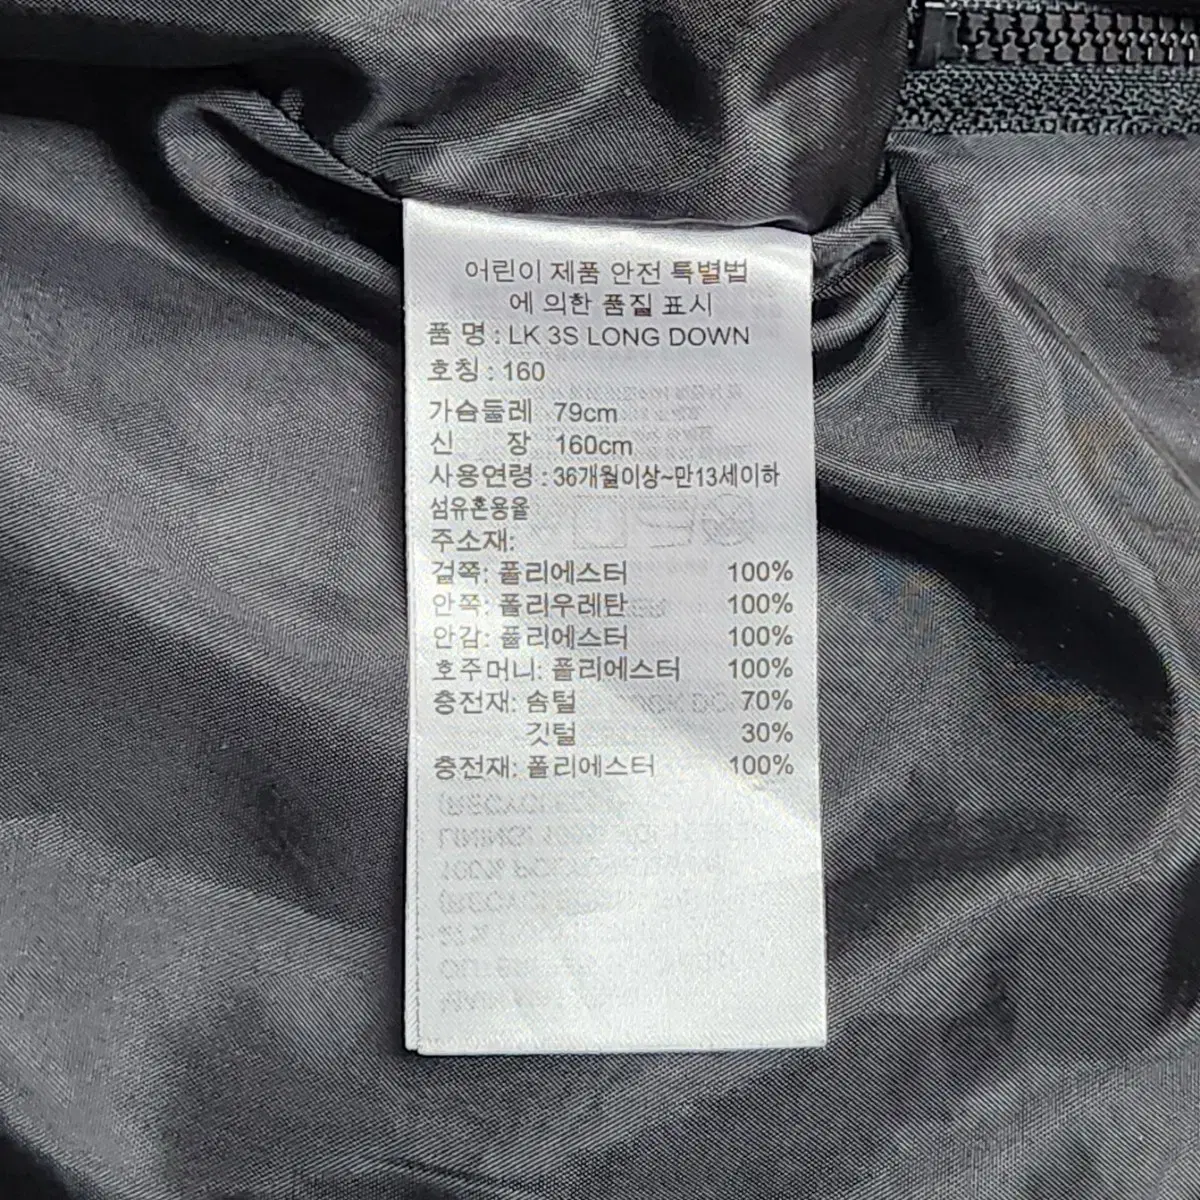 어린이 제품 안전 특별법
에 의한 품질 표시
품 명 : LK 3S LONG DOWN
호칭 : 160
가슴둘레 79cm
신 장 160cm
사용연령 : 36개월이상~만13세이하
섬유혼용율
주소재:
겉쪽: 폴리에스터 100%
안쪽: 폴리우레탄 100%
안감: 폴리에스터 100%
호주머니: 폴리에스터 100%
충전재: 솜털 70%
깃털 30%
충전재: 폴리에스터 100%